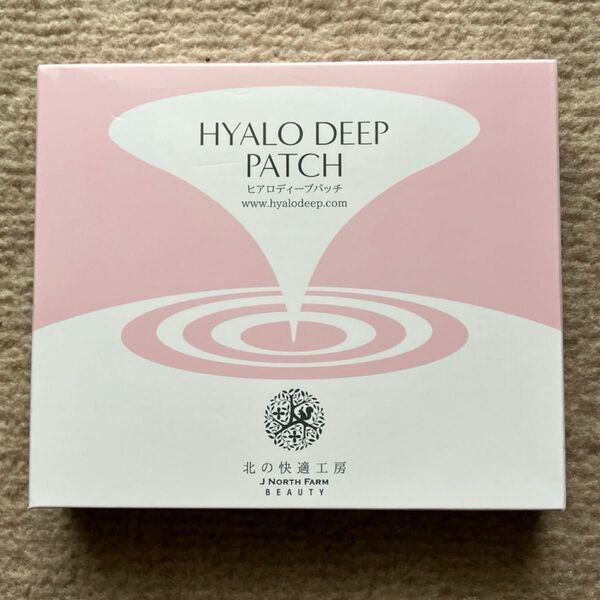 HYALO DEEP
PATCH
ヒアロディープパッチ
www.hyalodeep.com
北の快適工房
J NORTH FARM
BEAUTY